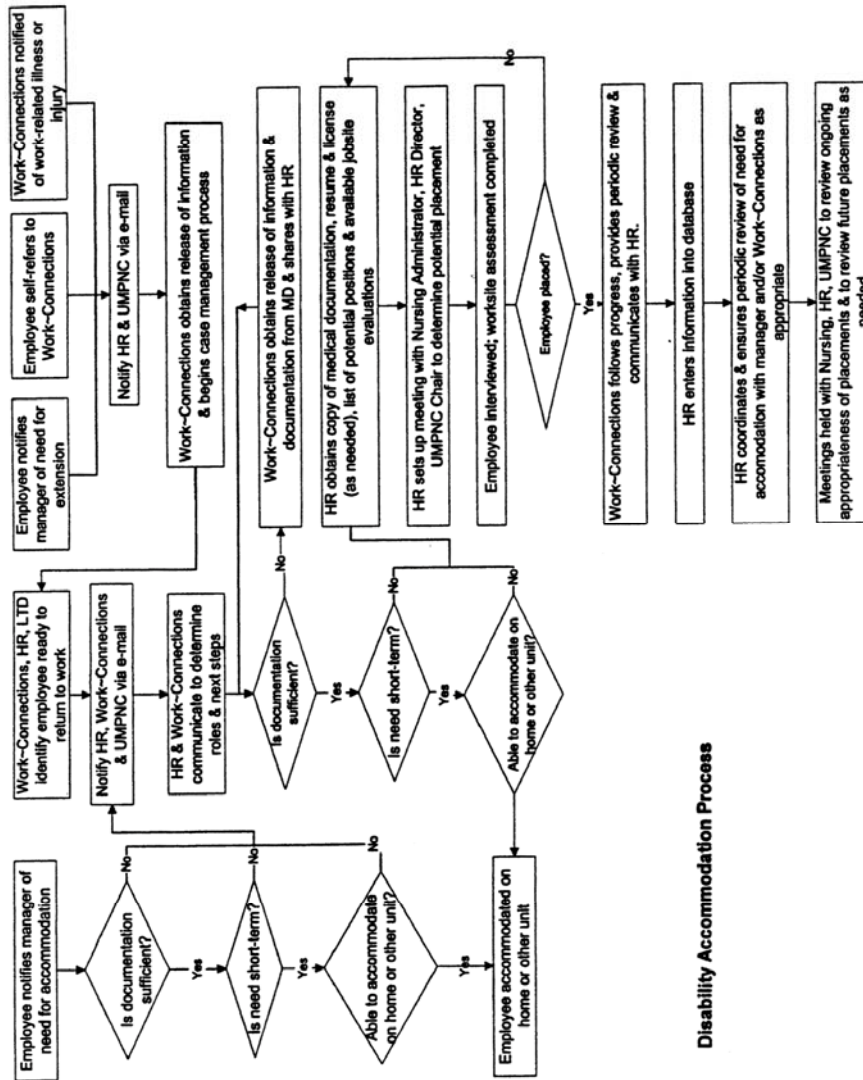 Employee notifies manager of
need for accommodation
Is documentation
sufficient?
No
Yes
Is need short-term?
No
Yes
Able to accommodate
on home or other unit?
No
Yes
Employee accommodated on
home or other unit
Work~Connections, HR, LTD
identify employee ready to
return to work
Notify HR, Work~Connections
& UMPNC via e-mail
HR & Work~Connections
communicate to determine
roles & next steps
Is documentation
sufficient?
No
Yes
Is need short-term?
No
Yes
Able to accommodate on
home or other unit?
No
Yes
Employee notifies
manager of need for
extension
Employee self-refers to
Work~Connections
Work~Connections notified
of work-related illness or
injury
Notify HR & UMPNC via e-mail
Work~Connections obtains release of information
& begins case management process
Work~Connections obtains release of information &
documentation from MD & shares with HR
HR obtains copy of medical documentation, resume & license
(as needed), list of potential positions & available jobsite
evaluations
HR sets up meeting with Nursing Administrator, HR Director,
UMPNC Chair to determine potential placement
Employee interviewed; worksite assessment completed
Employee placed?
No
Yes
Work~Connections follows progress, provides periodic review &
communicates with HR.
HR enters information into database
HR coordinates & ensures periodic review of need for
accomodation with manager and/or Work~Connections as
appropriate
Meetings held with Nursing, HR, UMPNC to review ongoing
appropriateness of placements & to review future placements as
needed
Disability Accommodation Process